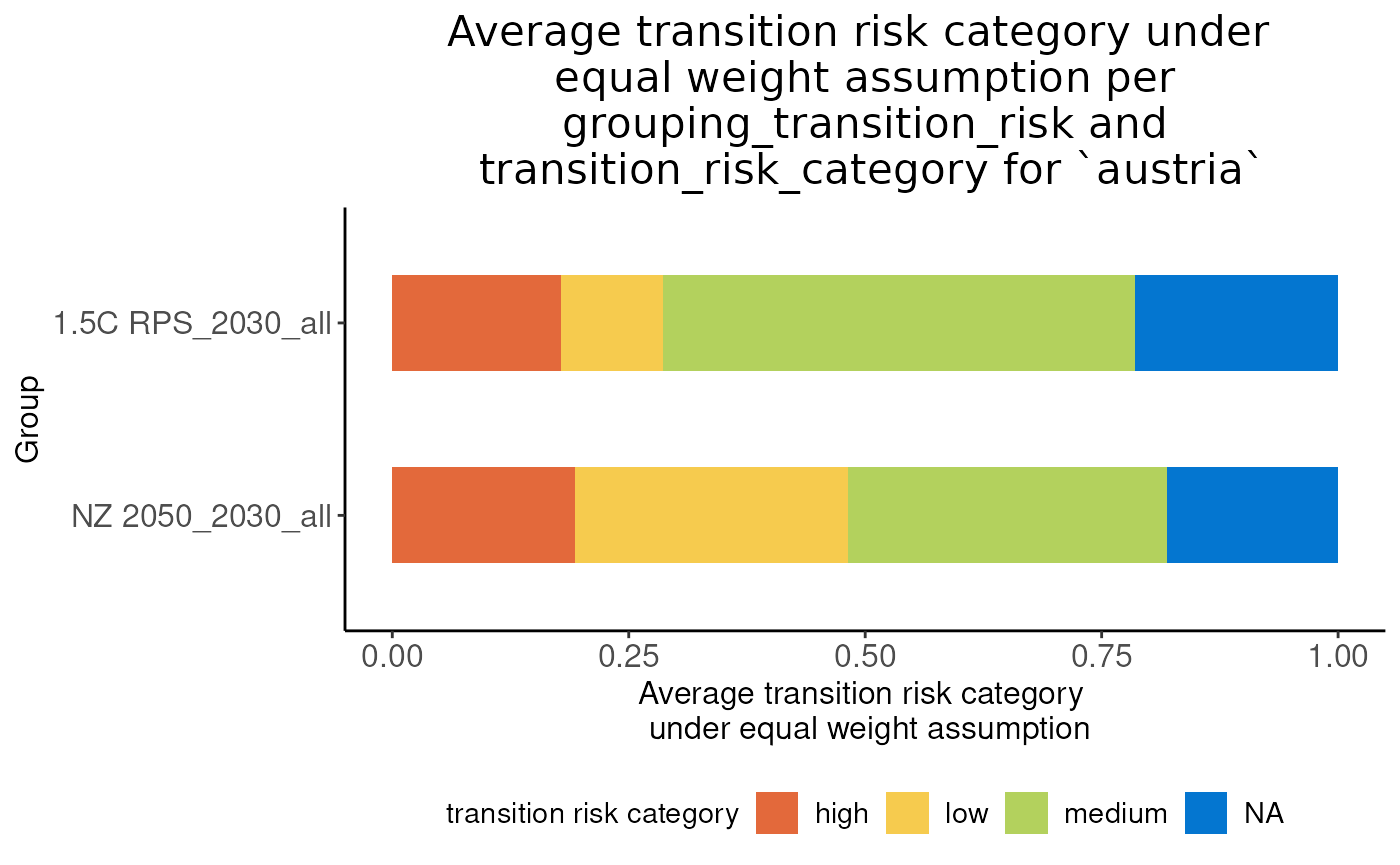 Average transition risk category under
equal weight assumption per
grouping_transition_risk and
transition_risk_category for `austria`
1.5C RPS_2030_all
NZ 2050_2030_all
Group
0.00 0.25 0.50 0.75 1.00
Average transition risk category
under equal weight assumption
transition risk category high low medium NA